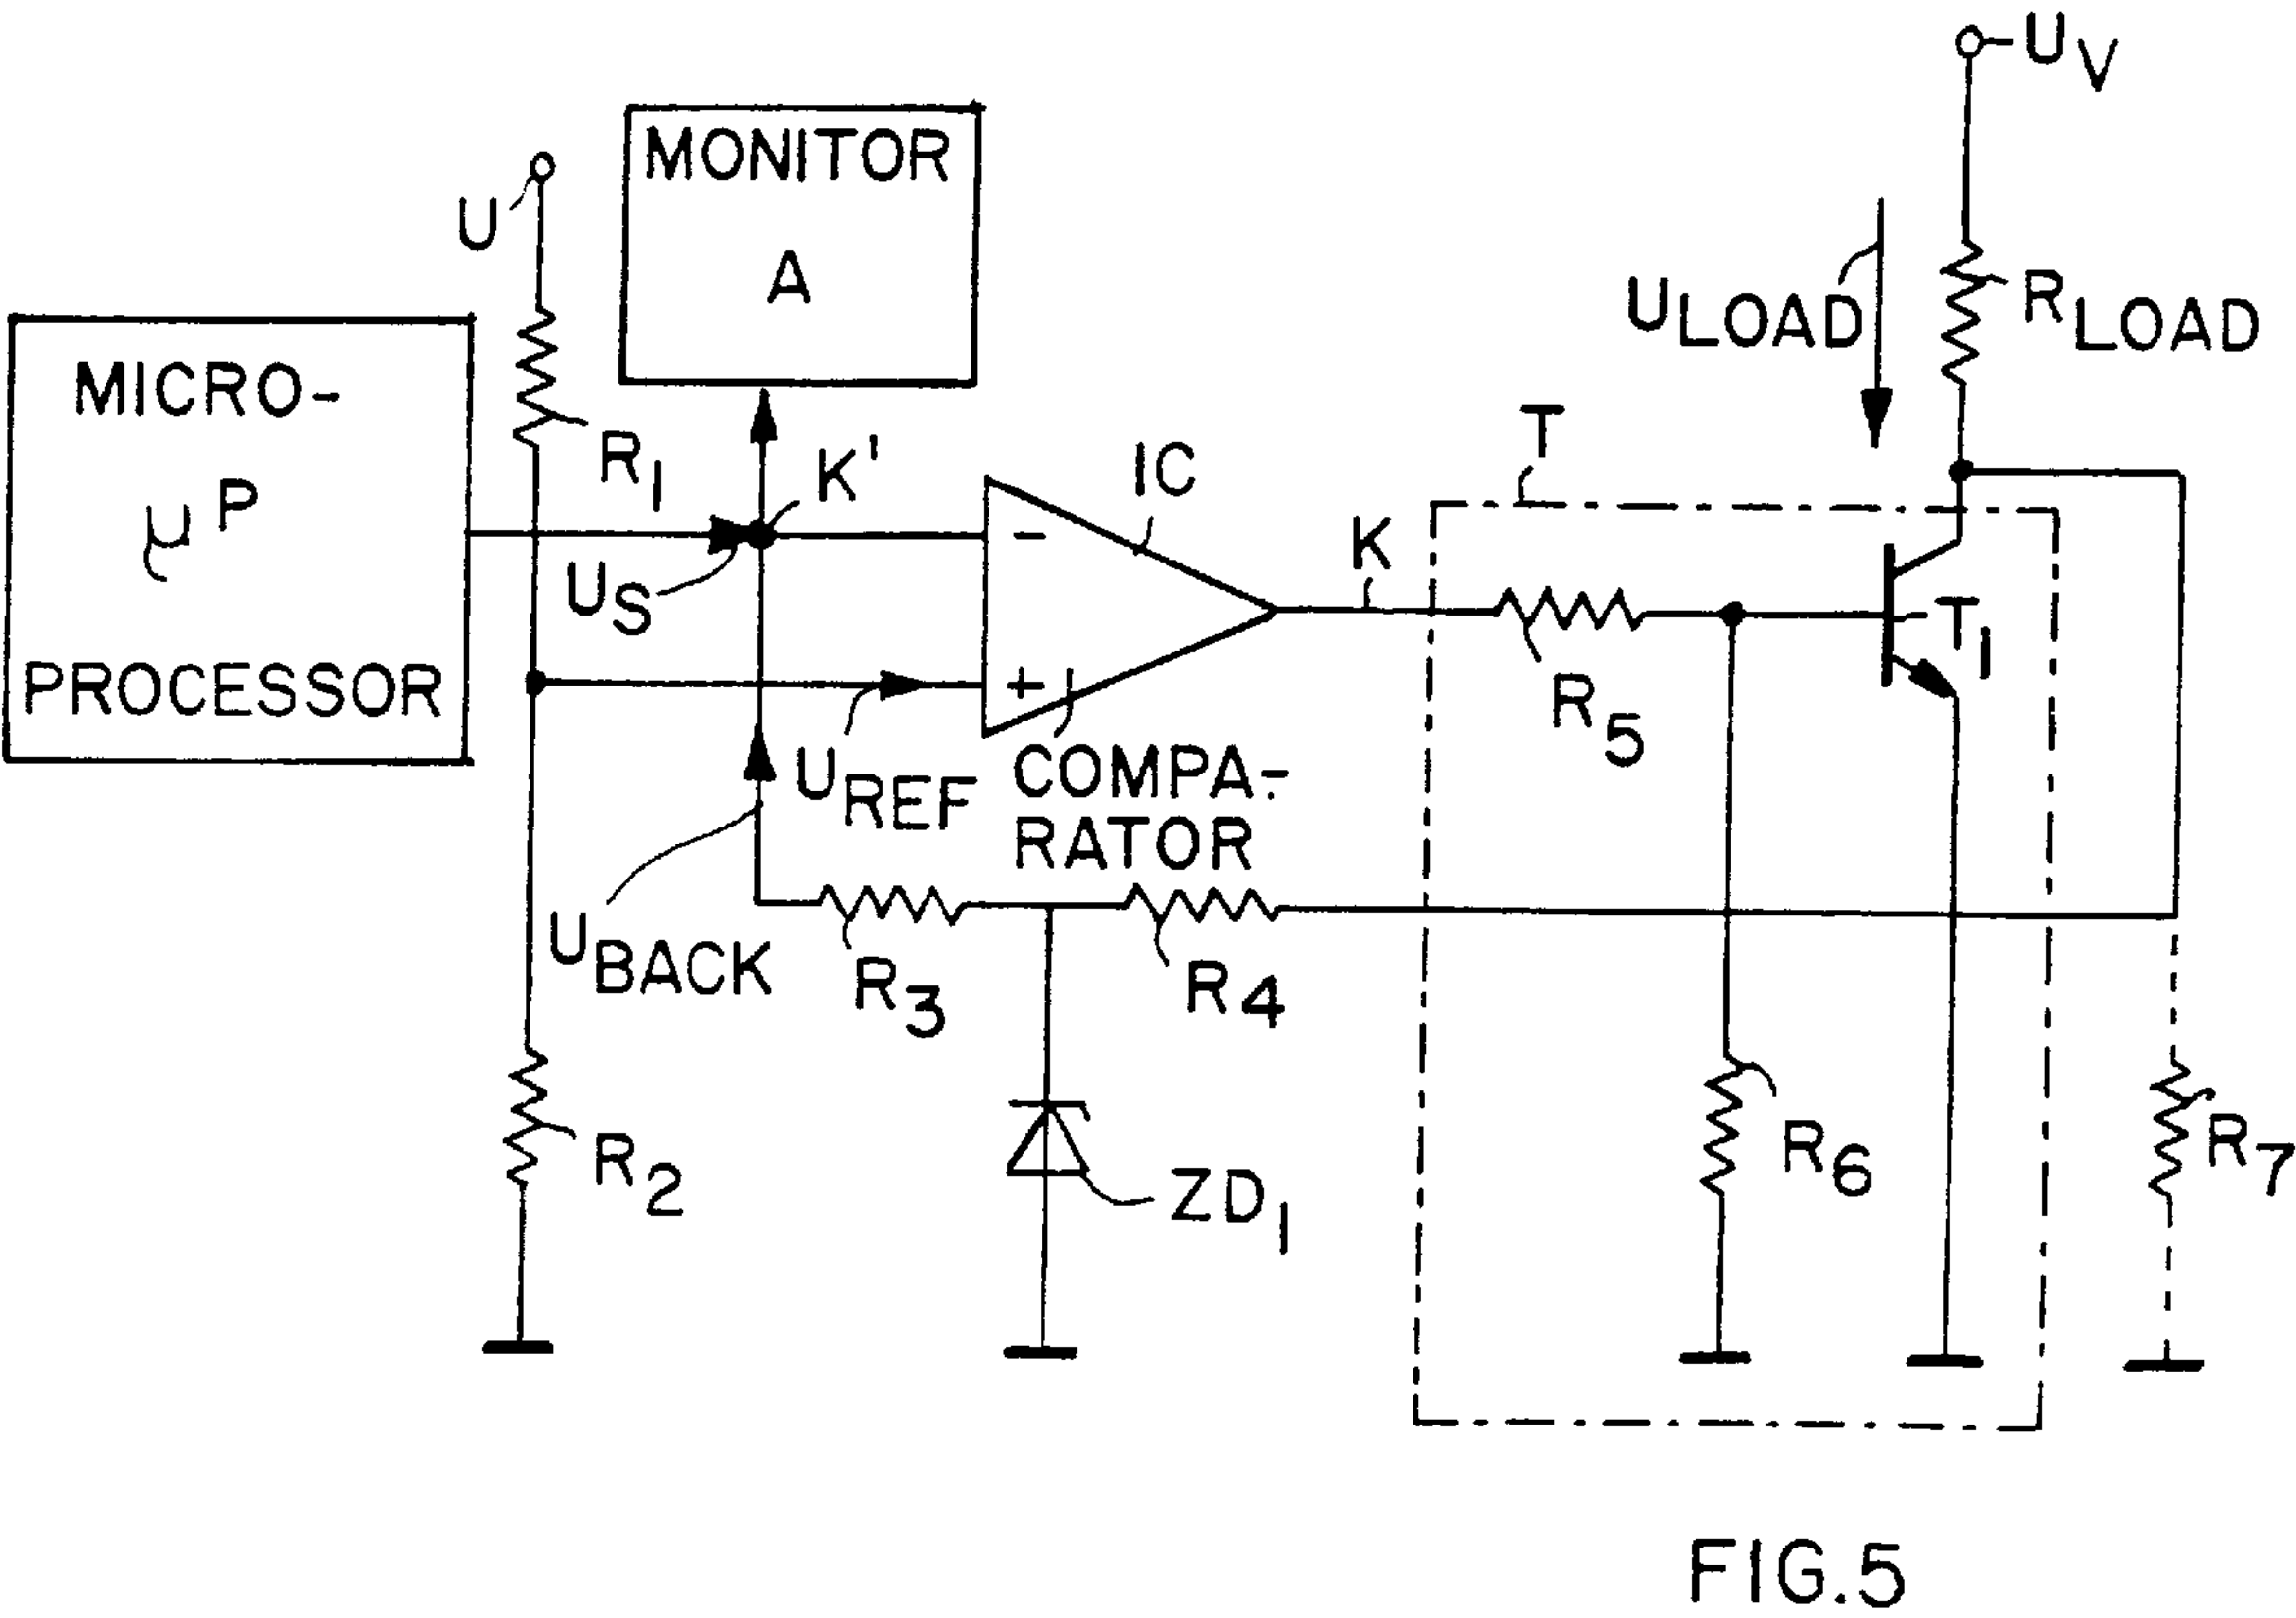 U_V
MONITOR
A
U
MICRO-
μP
PROCESSOR
R_1
K'
U_S
IC
T
K
U_LOAD
R_LOAD
-
+
T_1
R_5
U_REF
COMPA-
RATOR
U_BACK
R_3
R_4
R_2
ZD_1
R_6
R_7
FIG.5